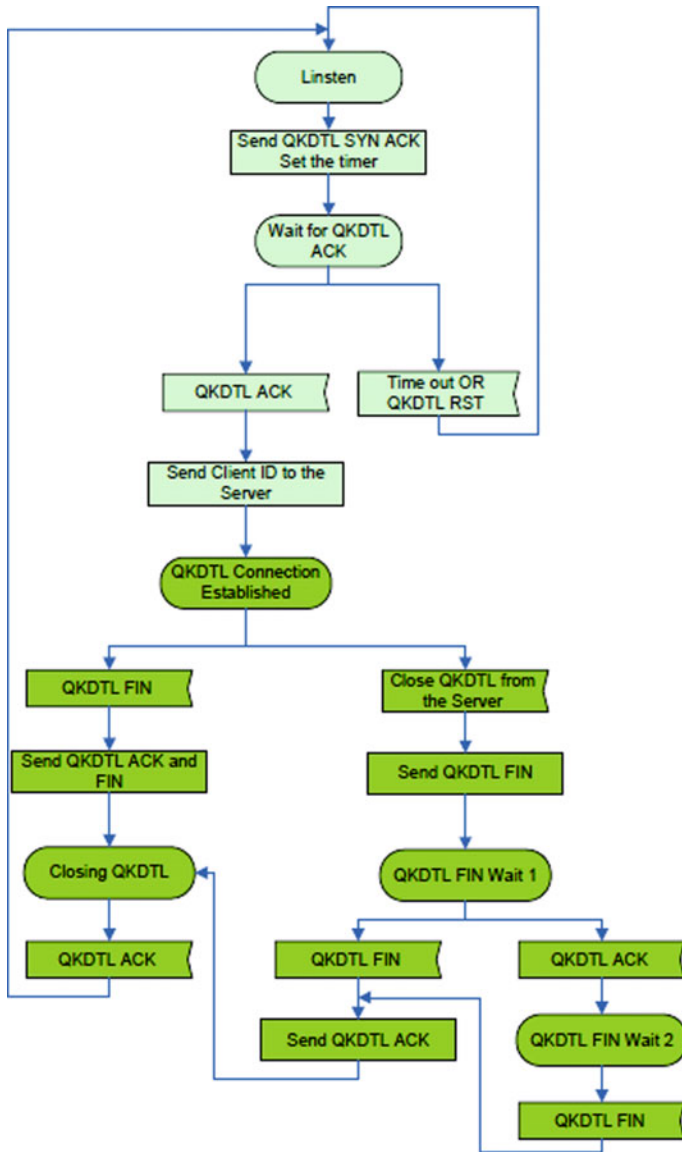 Linsten
Send QKDTL SYN ACK
Set the timer
Wait for QKDTL
ACK
QKDTL ACK
Time out OR
QKDTL RST
Send Client ID to the
Server
QKDTL Connection
Established
QKDTL FIN
Close QKDTL from
the Server
Send QKDTL ACK and
FIN
Send QKDTL FIN
Closing QKDTL
QKDTL FIN Wait 1
QKDTL ACK
QKDTL FIN
QKDTL ACK
Send QKDTL ACK
QKDTL FIN Wait 2
QKDTL FIN